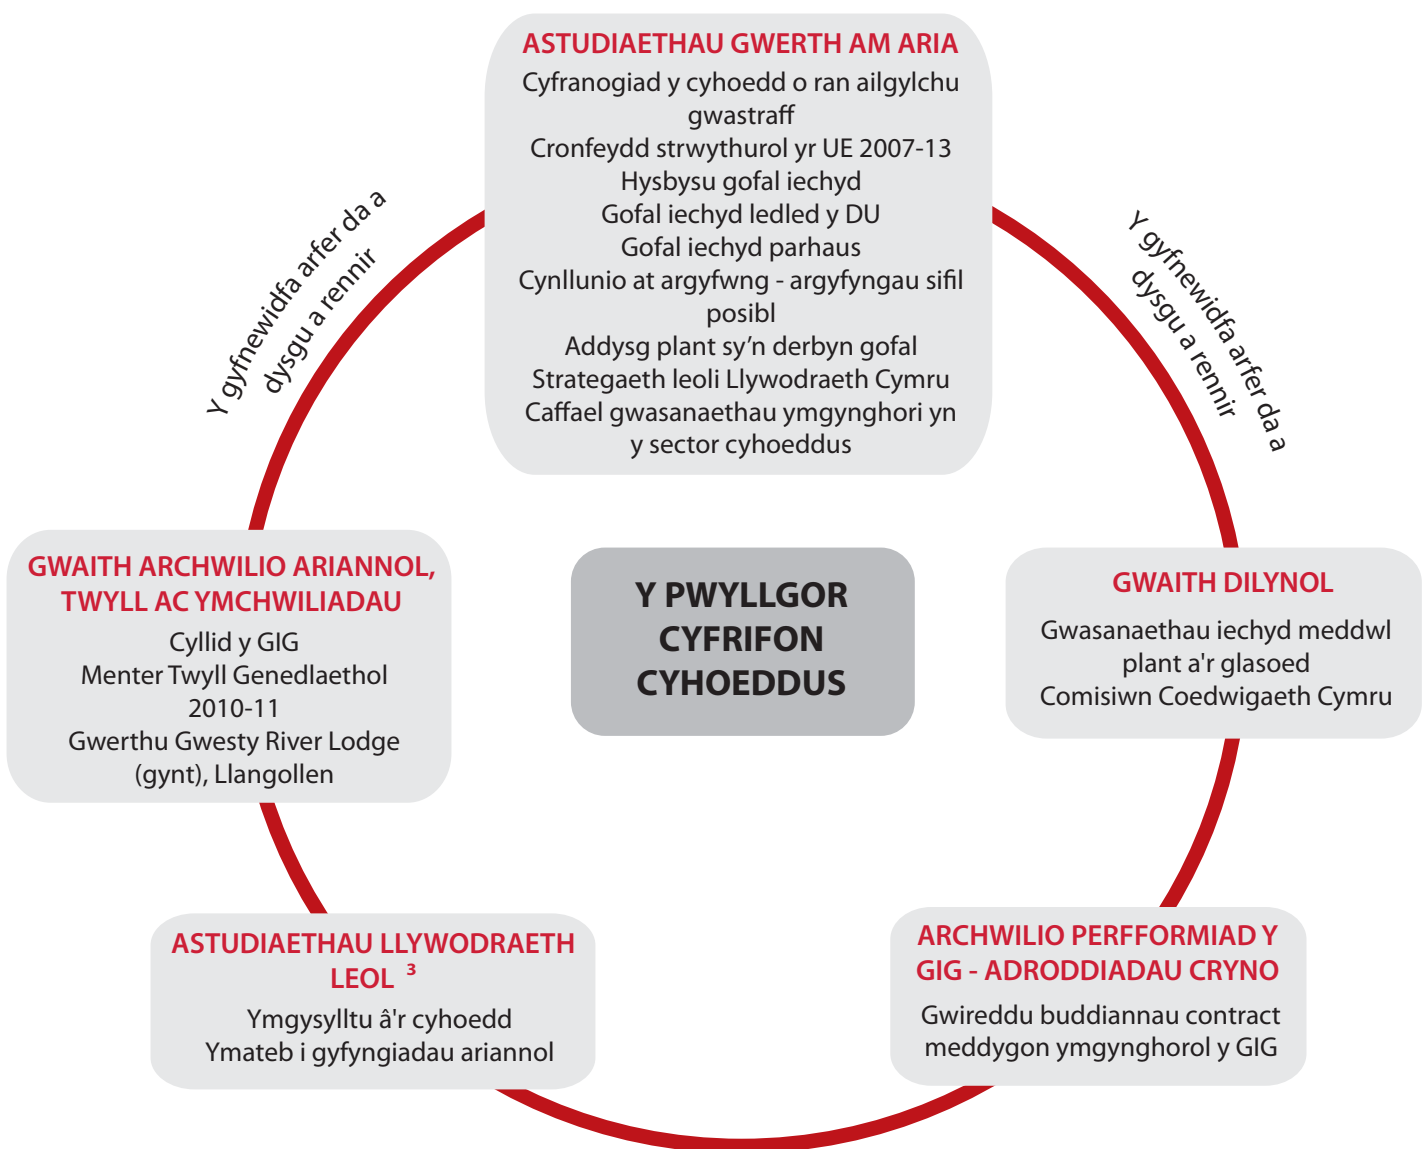 ASTUDIAETHAU GWERTH AM ARIA
Cyfranogiad y cyhoedd o ran ailgylchu
gwastraff
Cronfeydd strwythurol yr UE 2007-13
Hysbysu gofal iechyd
Gofal iechyd ledled y DU
Gofal iechyd parhaus
Cynllunio at argyfwng - argyfyngau sifil
posibl
Addysg plant sy’n derbyn gofal
Strategaeth leoli Llywodraeth Cymru
Caffael gwasanaethau ymgynghori yn
y sector cyhoeddus
Y gyfnewidfa arfer da a
dysgu a rennir
Y gyfnewidfa arfer da a
dysgu a rennir
GWAITH ARCHWILIO ARIANNOL,
TWYLL AC YMCHWILIADAU
Cyllid y GIG
Menter Twyll Genedlaethol
2010-11
Gwerthu Gwesty River Lodge
(gynt), Llangollen
Y PWYLLGOR
CYFRIFON
CYHOEDDUS
GWAITH DILYNOL
Gwasanaethau iechyd meddwl
plant a'r glasoed
Comisiwn Coedwigaeth Cymru
ASTUDIAETHAU LLYWODRAETH
LEOL ³
Ymgysylltu â'r cyhoedd
Ymateb i gyfyngiadau ariannol
ARCHWILIO PERFFORMIAD Y
GIG - ADRODDIADAU CRYNO
Gwireddu buddiannau contract
meddygon ymgynghorol y GIG